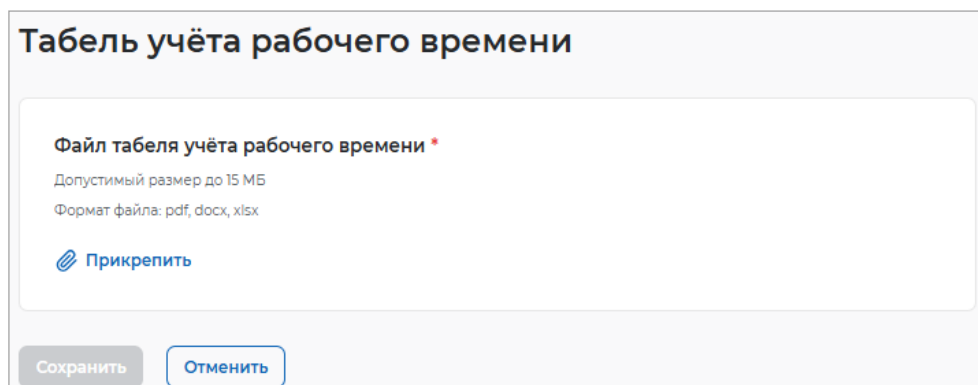 Табель учёта рабочего времени
Файл табеля учёта рабочего времени *
Допустимый размер до 15 МБ
Формат файла: pdf, docx, xlsx
Прикрепить
Сохранить
Отменить